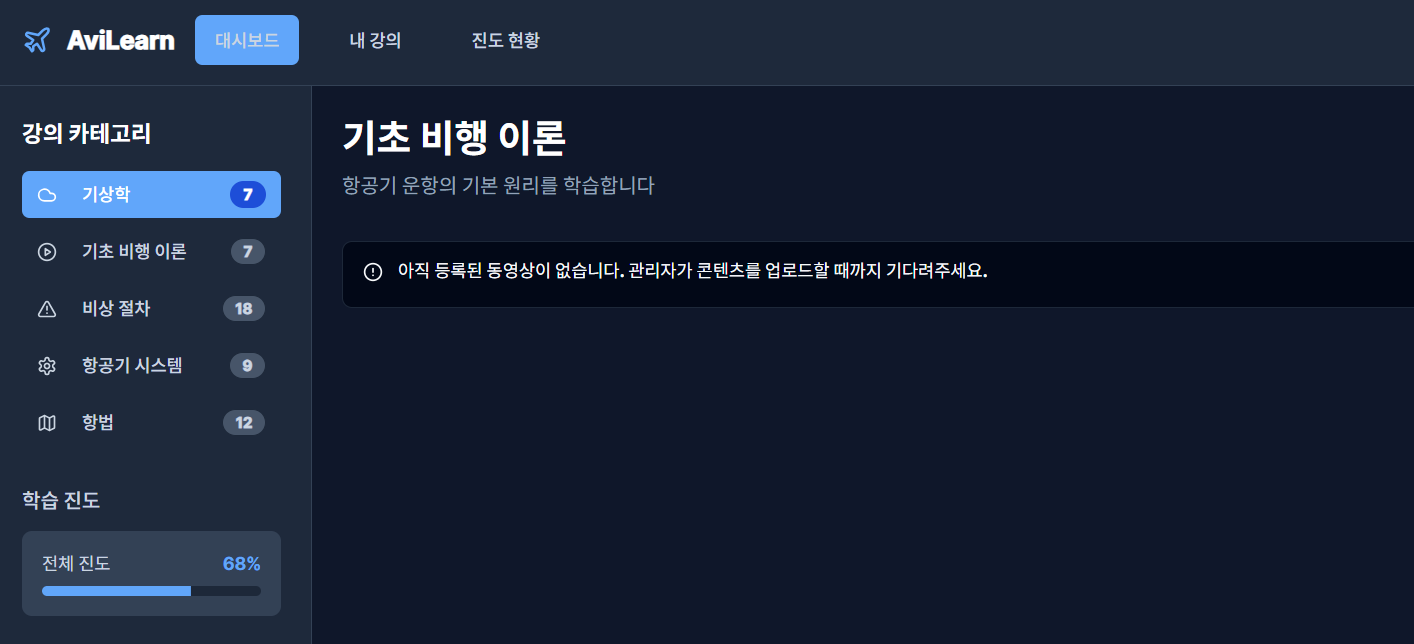 AviLearn
대시보드
내 강의
진도 현황
강의 카테고리
기상학 7
기초 비행 이론 7
비상 절차 18
항공기 시스템 9
항법 12
학습 진도
전체 진도 68%
기초 비행 이론
항공기 운항의 기본 원리를 학습합니다
아직 등록된 동영상이 없습니다. 관리자가 콘텐츠를 업로드할 때까지 기다려주세요.